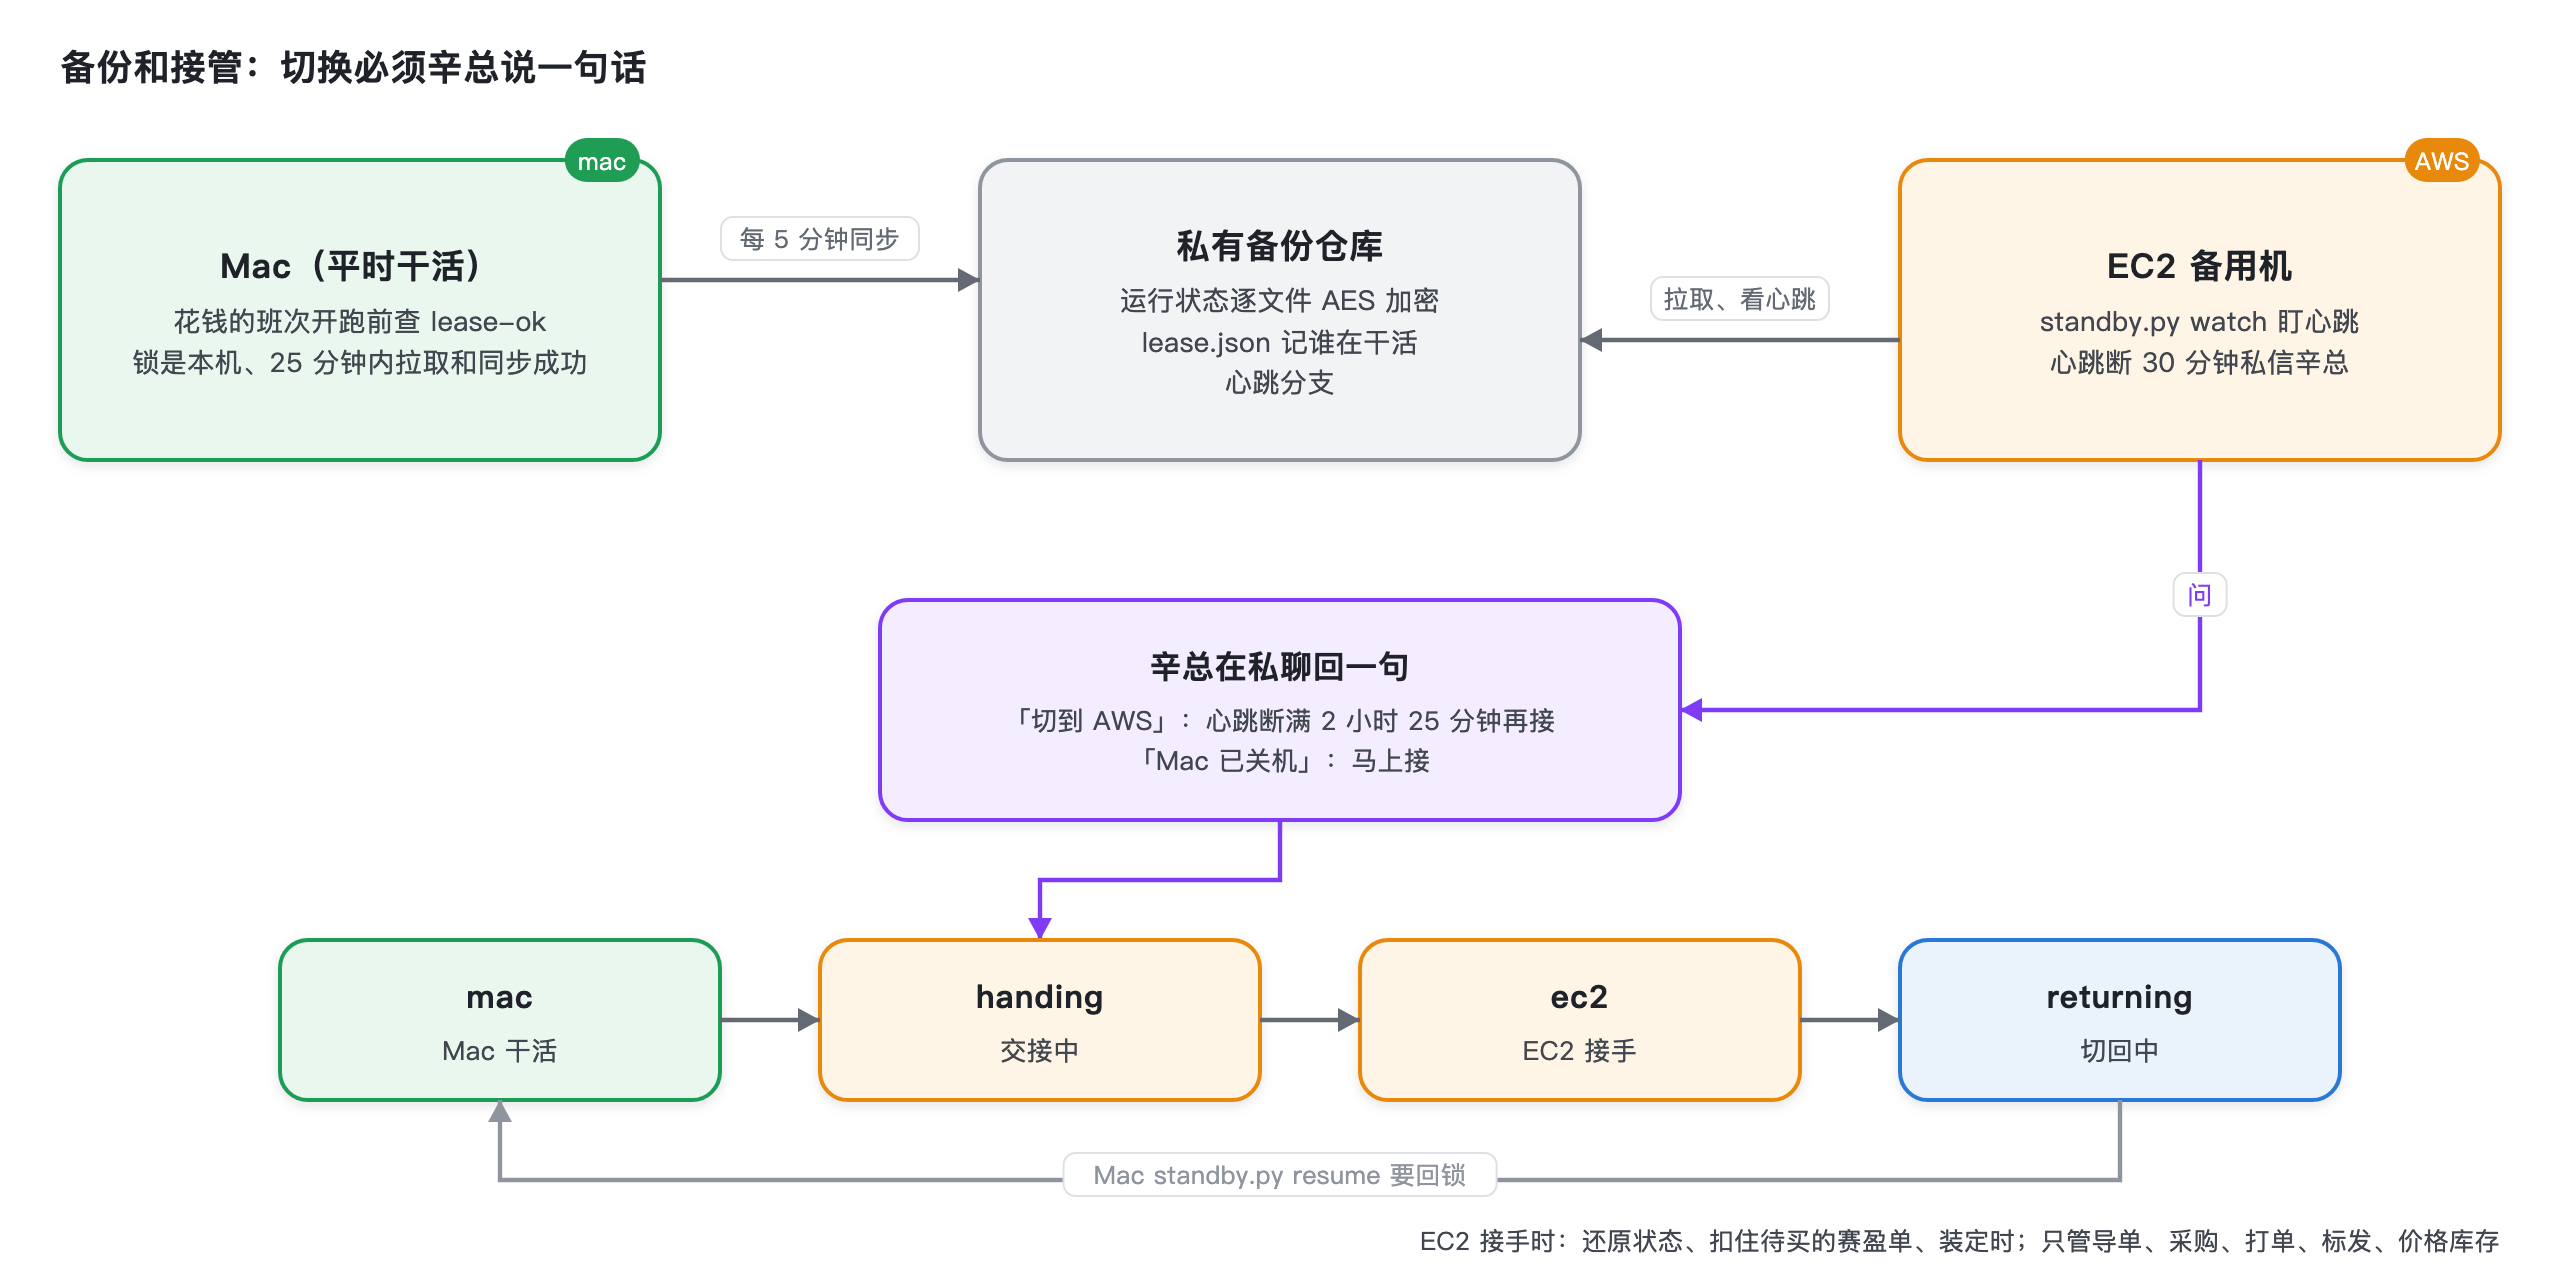 备份和接管：切换必须辛总说一句话
mac
Mac（平时干活）
花钱的班次开跑前查 lease-ok
锁是本机、25 分钟内拉取和同步成功
每 5 分钟同步
私有备份仓库
运行状态逐文件 AES 加密
lease.json 记谁在干活
心跳分支
拉取、看心跳
AWS
EC2 备用机
standby.py watch 盯心跳
心跳断 30 分钟私信辛总
问
辛总在私聊回一句
「切到 AWS」：心跳断满 2 小时 25 分钟再接
「Mac 已关机」：马上接
mac
Mac 干活
handing
交接中
ec2
EC2 接手
returning
切回中
Mac standby.py resume 要回锁
EC2 接手时：还原状态、扣住待买的赛盈单、装定时；只管导单、采购、打单、标发、价格库存